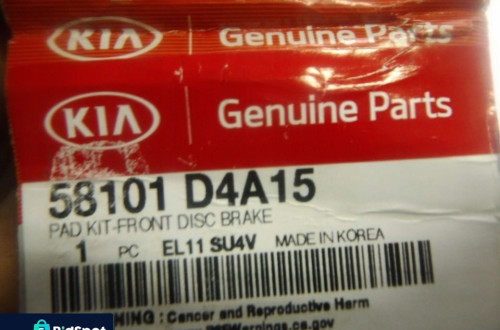 KIA Genuine Parts
KIA Genuine Parts
58101 D4A15
PAD KIT-FRONT DISC BRAKE
1 PC EL11 SU4V MADE IN KOREA
: Cancer and Reproductive Harm
BidSpot